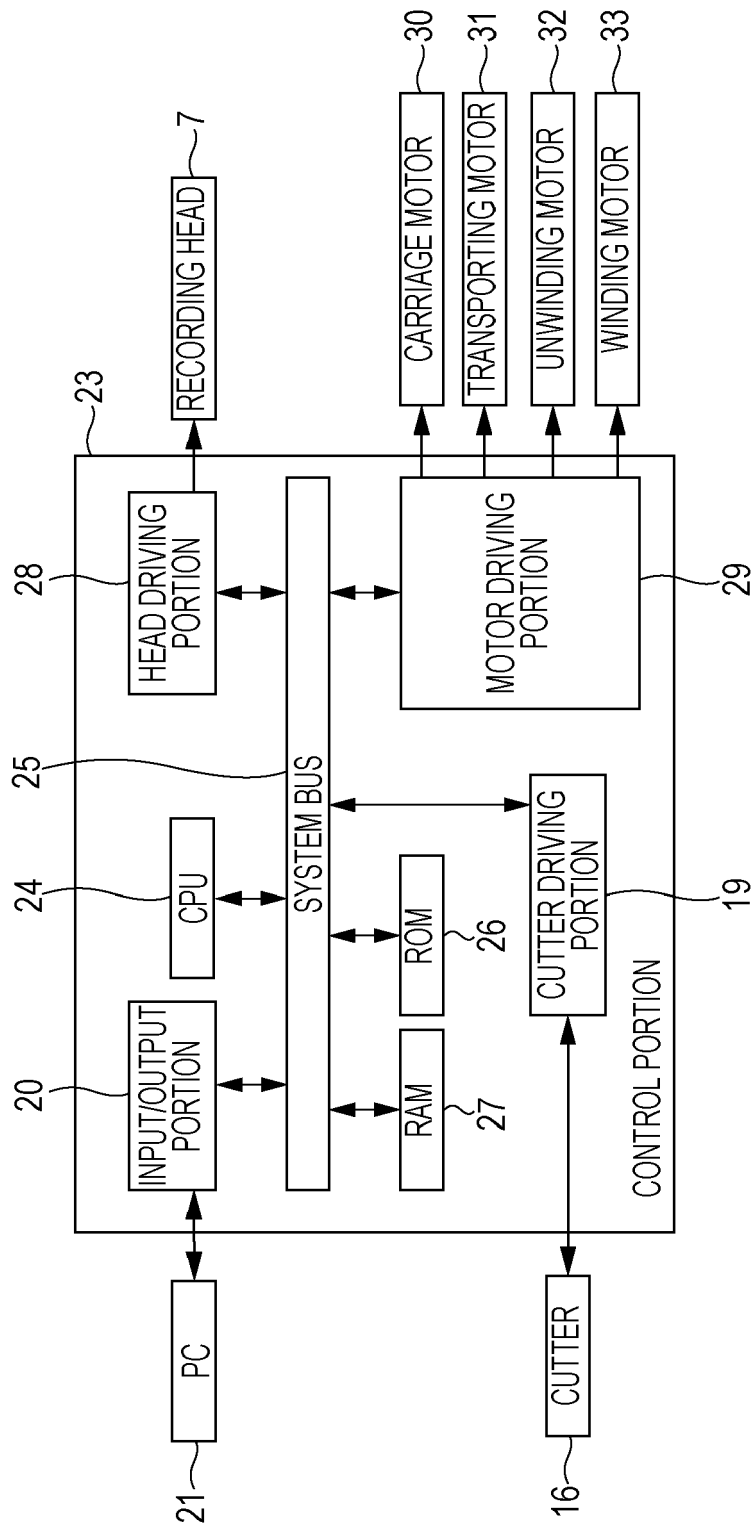 23
20
24
25
28
7
INPUT/OUTPUT
PORTION
CPU
HEAD DRIVING
PORTION
RECORDING HEAD
PC
21
SYSTEM BUS
RAM
27
ROM
26
MOTOR DRIVING
PORTION
29
CARRIAGE MOTOR
30
TRANSPORTING MOTOR
31
UNWINDING MOTOR
32
WINDING MOTOR
33
CUTTER
16
CUTTER DRIVING
PORTION
19
CONTROL PORTION